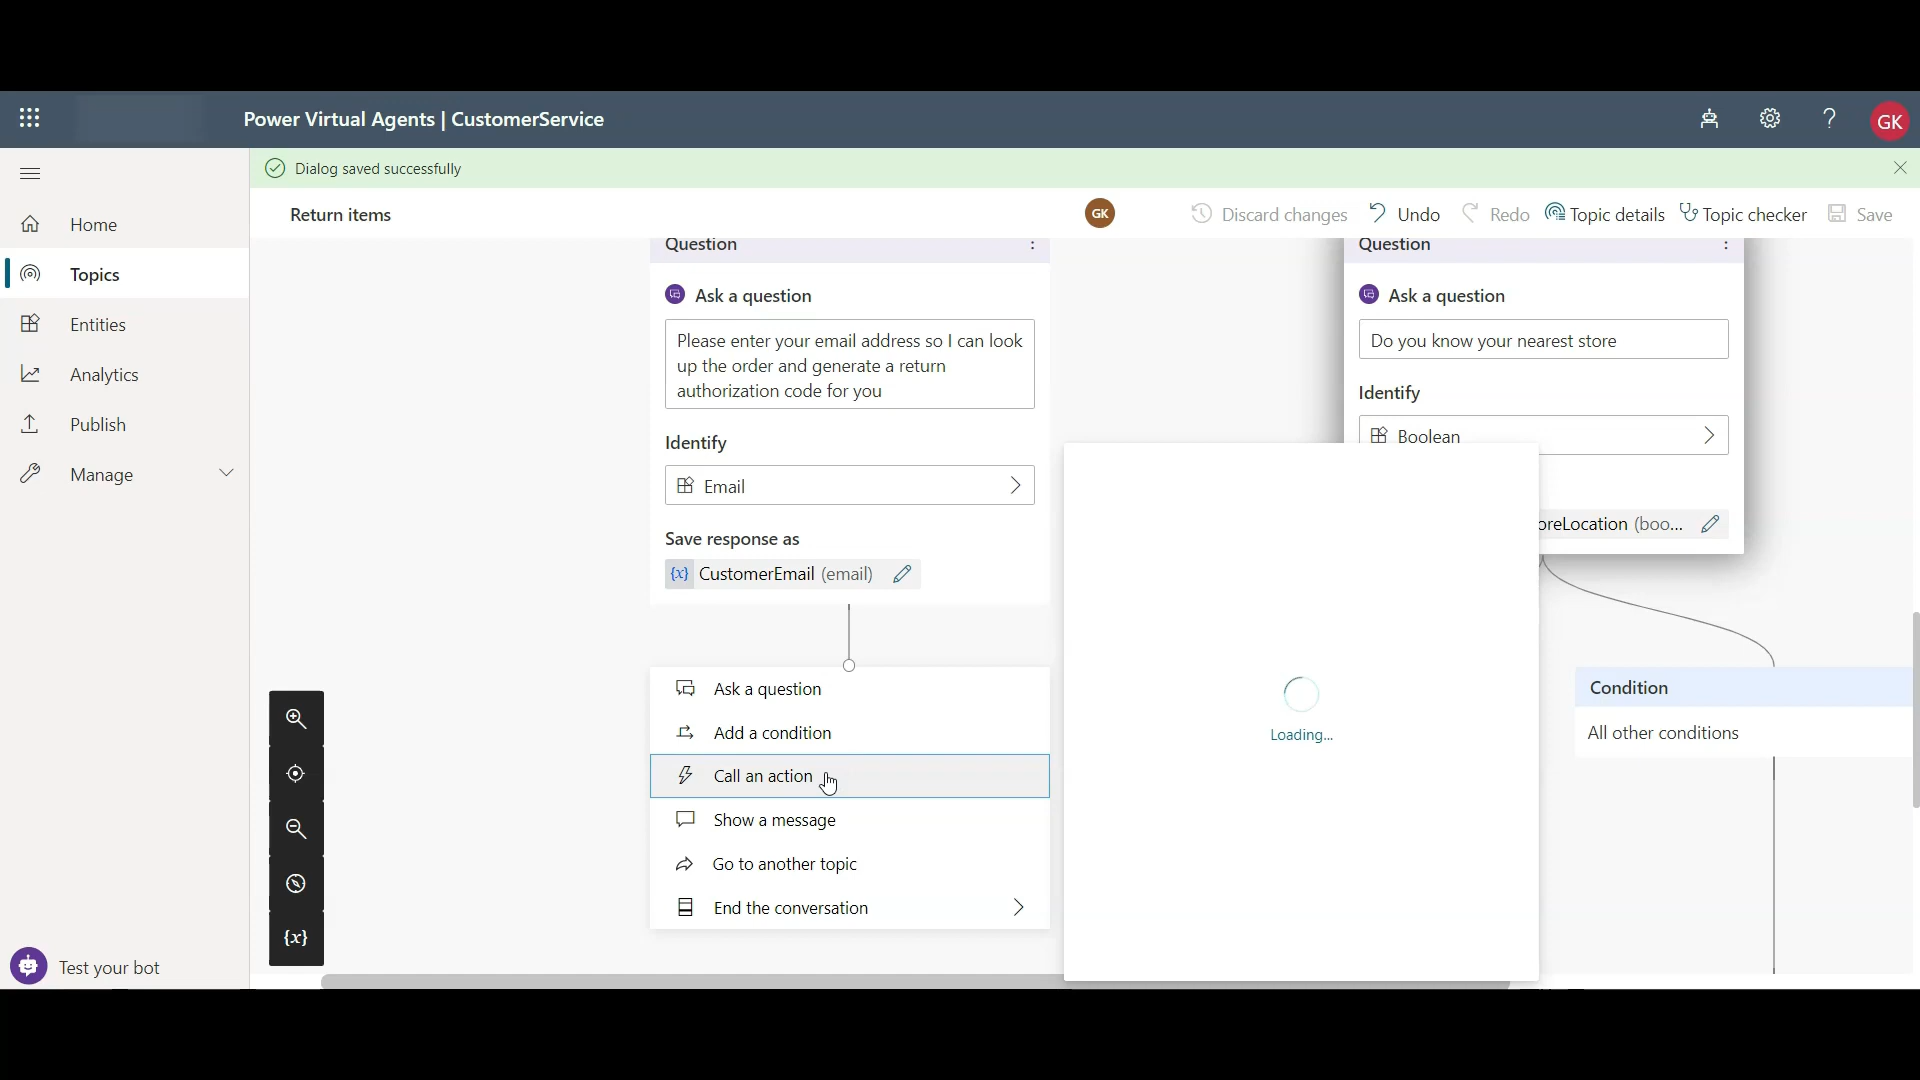 Power Virtual Agents | CustomerService
GK
Dialog saved successfully
Return items
GK
Discard changes
Undo
Redo
Topic details
Topic checker
Save
Home
Topics
Entities
Analytics
Publish
Manage
Test your bot
Question
Ask a question
Please enter your email address so I can look
up the order and generate a return
authorization code for you
Identify
Email
Save response as
{x} CustomerEmail (email)
Ask a question
Add a condition
Call an action
Show a message
Go to another topic
End the conversation
{x}
Loading...
Question
Ask a question
Do you know your nearest store
Identify
Boolean
oreLocation (boo...
Condition
All other conditions